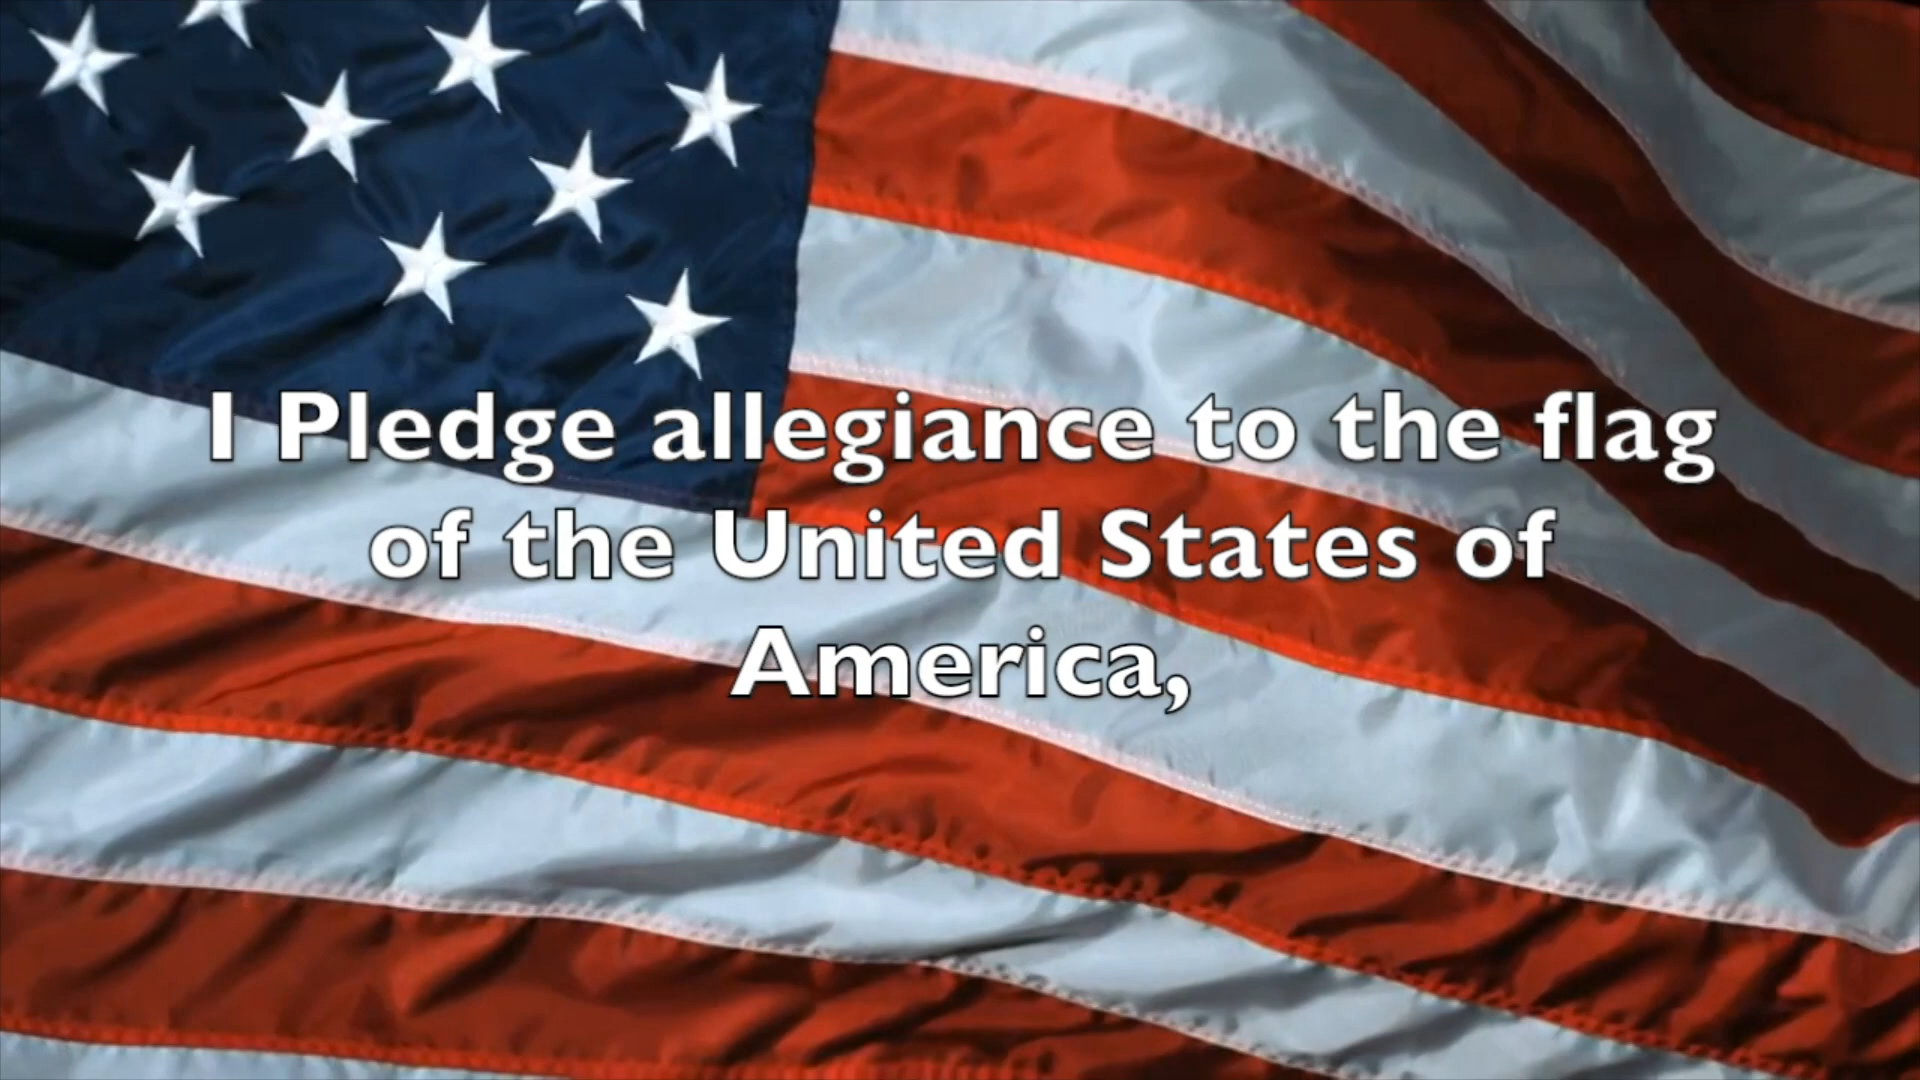 I Pledge allegiance to the flag
of the United States of
America,